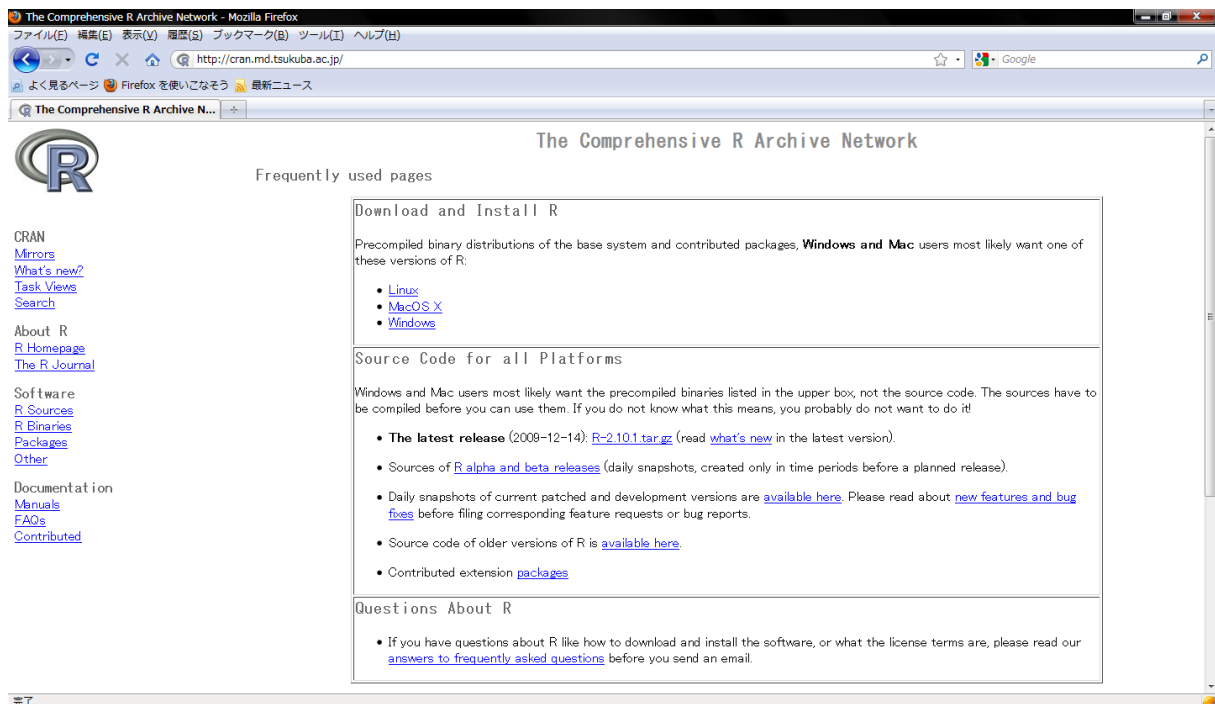 The Comprehensive R Archive Network - Mozilla Firefox
ファイル(F) 編集(E) 表示(V) 履歴(S) ブックマーク(B) ツール(T) ヘルプ(H)
http://cran.md.tsukuba.ac.jp/
Google
よく見るページ Firefox を使いこなそう 最新ニュース
The Comprehensive R Archive N...
R
CRAN
Mirrors
What's new?
Task Views
Search
About R
R Homepage
The R Journal
Software
R Sources
R Binaries
Packages
Other
Documentation
Manuals
FAQs
Contributed
The Comprehensive R Archive Network
Frequently used pages
Download and Install R
Precompiled binary distributions of the base system and contributed packages, Windows and Mac users most likely want one of
these versions of R:
• Linux
• MacOS X
• Windows
Source Code for all Platforms
Windows and Mac users most likely want the precompiled binaries listed in the upper box, not the source code. The sources have to
be compiled before you can use them. If you do not know what this means, you probably do not want to do it!
• The latest release (2009-12-14): R-2.10.1.tar.gz (read what's new in the latest version).
• Sources of R alpha and beta releases (daily snapshots, created only in time periods before a planned release).
• Daily snapshots of current patched and development versions are available here. Please read about new features and bug
fixes before filing corresponding feature requests or bug reports.
• Source code of older versions of R is available here.
• Contributed extension packages
Questions About R
• If you have questions about R like how to download and install the software, or what the license terms are, please read our
answers to frequently asked questions before you send an email.
完了